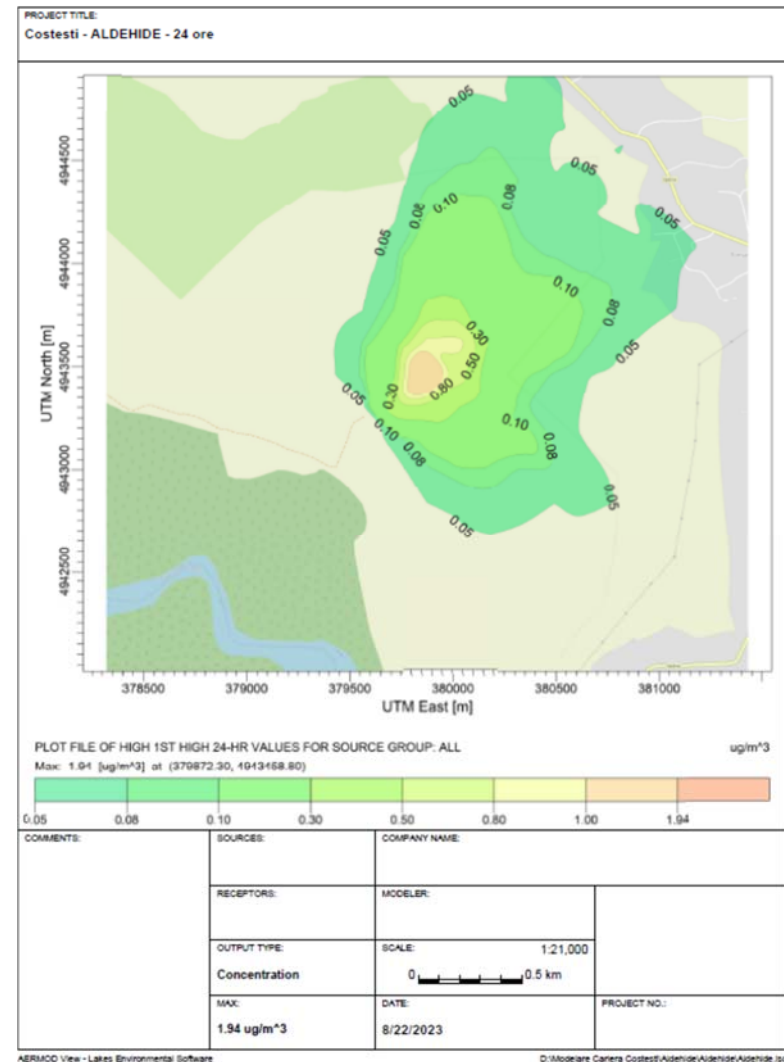 PROJECT TITLE:
Costesti - ALDEHIDE - 24 ore
0.05
0.05
0.05
0.08
0.10
0.08
0.05
0.10
0.08
0.30
0.50
0.80
0.05
0.05
0.30
0.10
0.08
0.10
0.08
0.05
0.05
UTM North [m]
4944500
4944000
4943500
4943000
4942500
378500 379000 379500 380000 380500 381000
UTM East [m]
PLOT FILE OF HIGH 1ST HIGH 24-HR VALUES FOR SOURCE GROUP: ALL ug/m^3
Max: 1.94 [ug/m^3] at (379872.30, 4943468.80)
0.05 0.08 0.10 0.30 0.50 0.80 1.00 1.94
COMMENTS: SOURCES: COMPANY NAME:
RECEPTORS: MODELER:
OUTPUT TYPE: SCALE: 1:21,000
Concentration 0 0.5 km
MAX: DATE: PROJECT NO.:
1.94 ug/m^3 8/22/2023
AERMOD View - Lakes Environmental Software D:\Modelare Cariera Costesti\Aldehide\Aldehide\Aldehide.isc